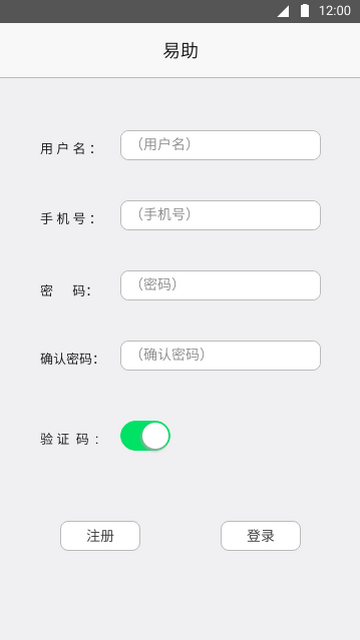 12:00
易助
用 户 名： （用户名）
手 机 号： （手机号）
密　码： （密码）
确认密码： （确认密码）
验 证 码 ：
注册 登录